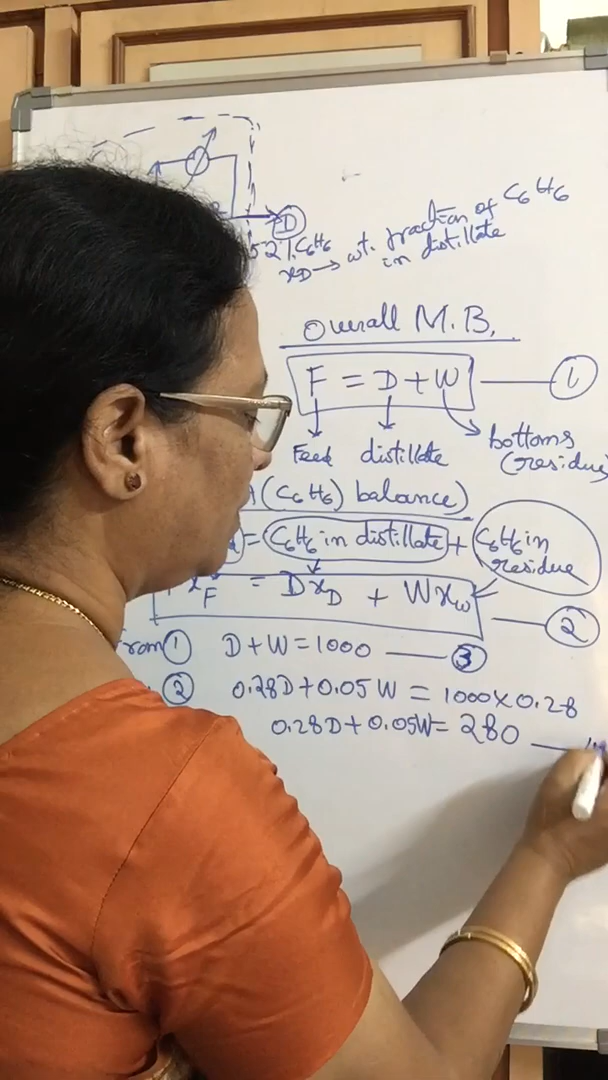 D
52% C6H6
xD → wt. fraction of C6H6
in distillate
Overall M.B.
F = D + W — 1
Feed distillate bottoms
(residue)
(C6H6) balance)
= C6H6 in distillate + C6H6 in
residue
xF = DxD + WxW — 2
From 1 D + W = 1000 — 3
2 0.28D + 0.05W = 1000 × 0.28
0.28D + 0.05W = 280 —